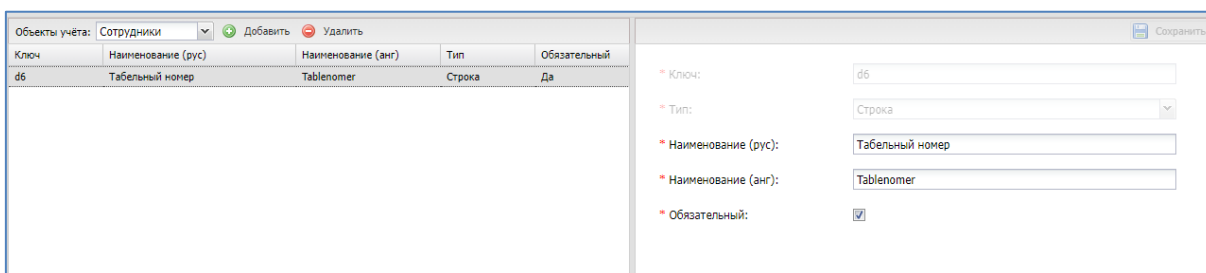 Объекты учёта: Сотрудники Добавить Удалить
Сохранить
Ключ Наименование (рус) Наименование (анг) Тип Обязательный
d6 Табельный номер Tablenomer Строка Да
* Ключ: d6
* Тип: Строка
* Наименование (рус): Табельный номер
* Наименование (анг): Tablenomer
* Обязательный: